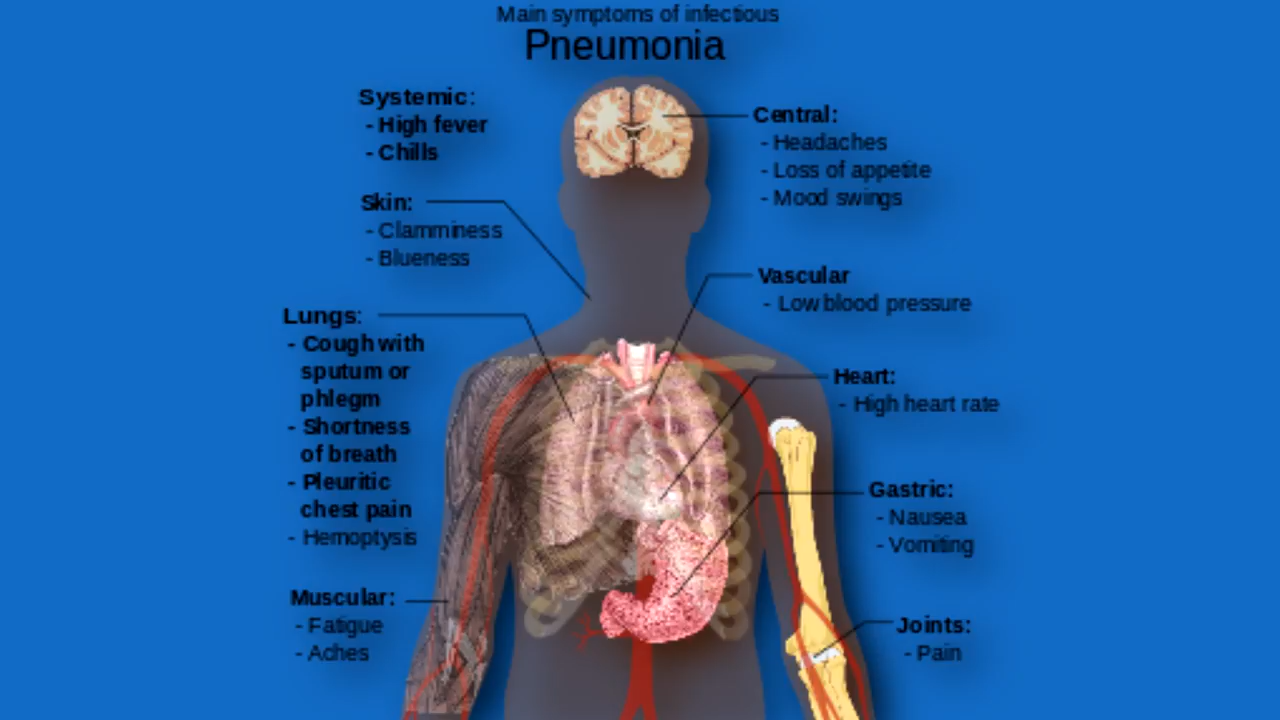 Main symptoms of infectious
Pneumonia
Systemic:
- High fever
- Chills
Skin:
- Clamminess
- Blueness
Lungs:
- Cough with
sputum or
phlegm
- Shortness
of breath
- Pleuritic
chest pain
- Hemoptysis
Muscular:
- Fatigue
- Aches
Central:
- Headaches
- Loss of appetite
- Mood swings
Vascular
- Low blood pressure
Heart:
- High heart rate
Gastric:
- Nausea
- Vomiting
Joints:
- Pain